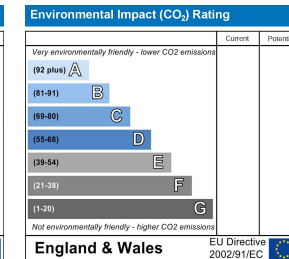 Environmental Impact (CO₂) Rating
Current
Very environmentally friendly - lower CO2 emissions
(92 plus) A
(81-91) B
(69-80) C
(55-68) D
(39-54) E
(21-38) F
(1-20) G
Not environmentally friendly - higher CO2 emissions
England & Wales
EU Directive
2002/91/EC